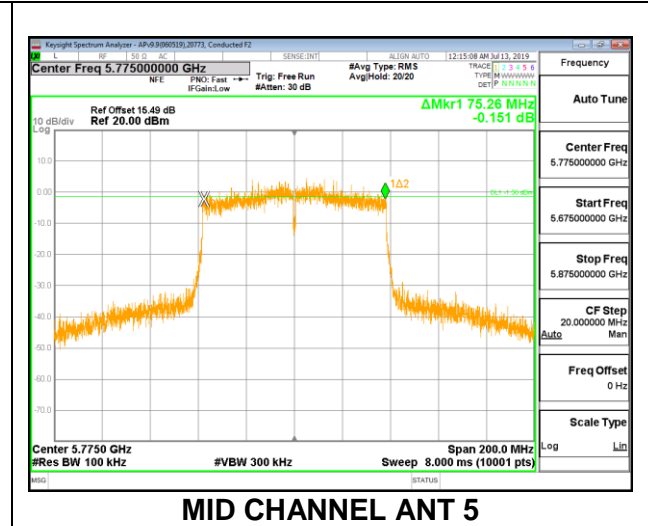 Keysight Spectrum Analyzer - APv9.9(060519),20773, Conducted F2
L RF 50 Ω AC SENSE:INT ALIGN AUTO 12:15:08 AM Jul 13, 2019
Center Freq 5.775000000 GHz
NFE
PNO: Fast
IFGain:Low
Trig: Free Run
#Atten: 30 dB
#Avg Type: RMS
Avg|Hold: 20/20
TRACE 1 2 3 4 5 6
TYPE M WWWWW
DET P N N N N N
Frequency
ΔMkr1 75.26 MHz
-0.151 dB
Ref Offset 15.49 dB
10 dB/div Ref 20.00 dBm
Log
10.0
0.00
-10.0
-20.0
-30.0
-40.0
-50.0
-60.0
-70.0
1Δ2
Center 5.7750 GHz Span 200.0 MHz
#Res BW 100 kHz #VBW 300 kHz Sweep 8.000 ms (10001 pts)
MSG STATUS
Auto Tune
Center Freq
5.775000000 GHz
Start Freq
5.675000000 GHz
Stop Freq
5.875000000 GHz
CF Step
20.000000 MHz
Auto Man
Freq Offset
0 Hz
Scale Type
Log Lin
MID CHANNEL ANT 5